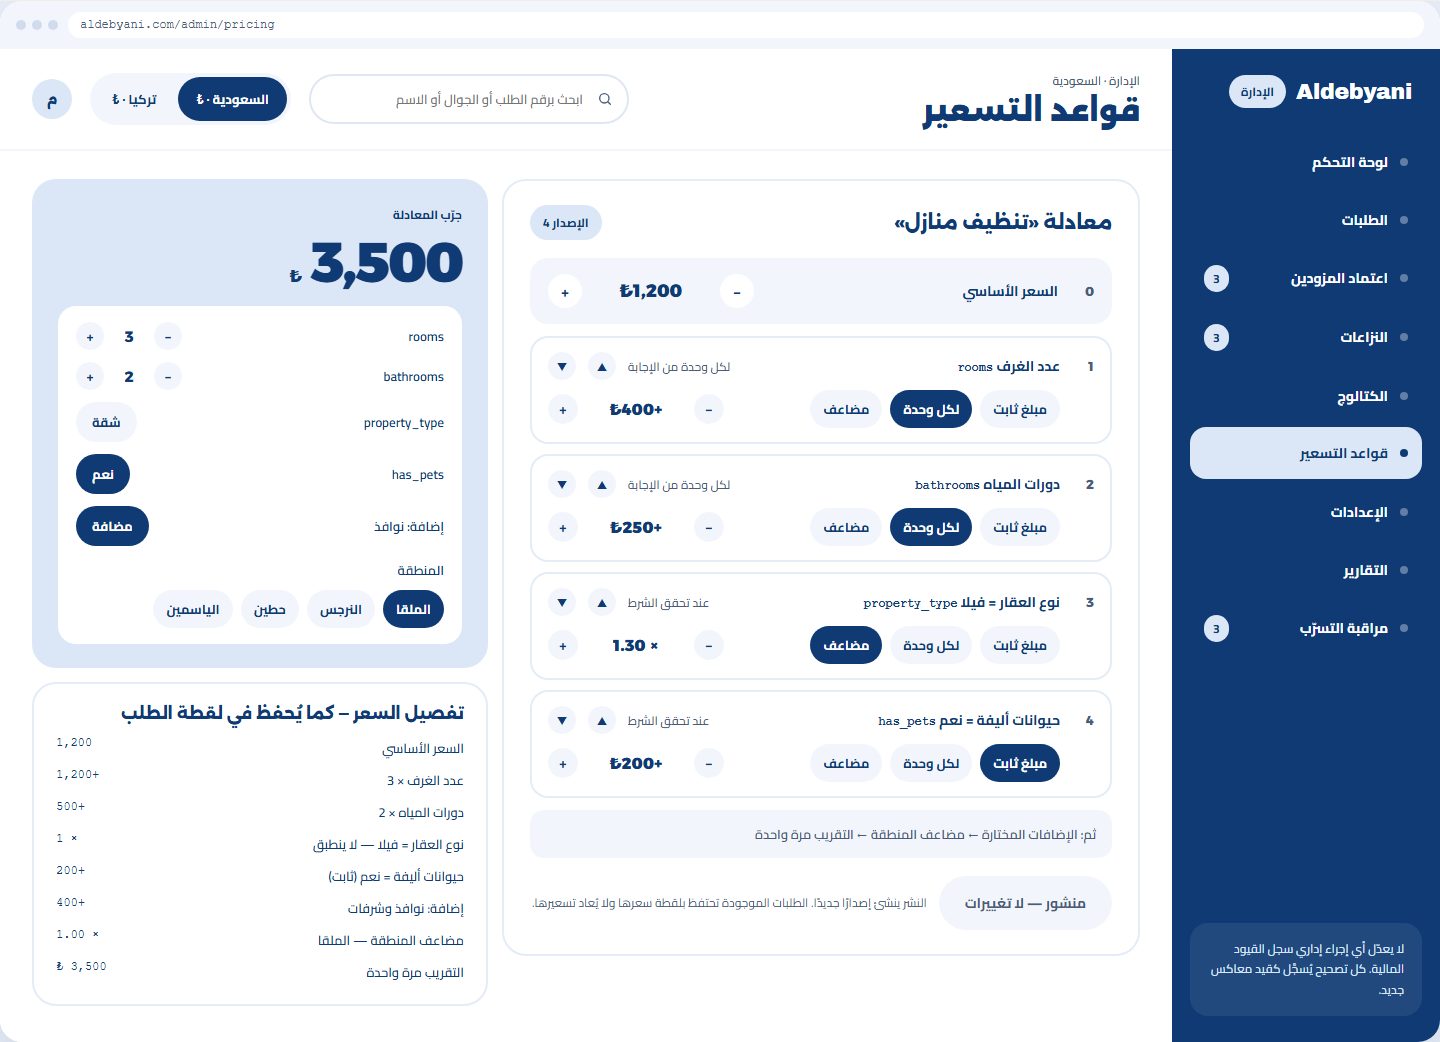 aldebyani.com/admin/pricing
Aldebyani
الإدارة
لوحة التحكم
الطلبات
اعتماد المزودين
3
النزاعات
3
الكتالوج
قواعد التسعير
الإعدادات
التقارير
مراقبة التسرّب
3
لا يعدّل أي إجراء إداري سجل القيود
المالية. كل تصحيح يُسجَّل كقيد معاكس
جديد.
الإدارة · السعودية
قواعد التسعير
ابحث برقم الطلب أو الجوال أو الاسم
السعودية · ₺
تركيا · ₺
م
معادلة «تنظيف منازل»
الإصدار 4
0 السعر الأساسي − ₺1,200 +
1 عدد الغرف rooms لكل وحدة من الإجابة ▲ ▼
مبلغ ثابت لكل وحدة مضاعف − ₺400+ +
2 دورات المياه bathrooms لكل وحدة من الإجابة ▲ ▼
مبلغ ثابت لكل وحدة مضاعف − ₺250+ +
3 نوع العقار = فيلا property_type عند تحقق الشرط ▲ ▼
مبلغ ثابت لكل وحدة مضاعف − × 1.30 +
4 حيوانات أليفة = نعم has_pets عند تحقق الشرط ▲ ▼
مبلغ ثابت لكل وحدة مضاعف − ₺200+ +
ثم: الإضافات المختارة ← مضاعف المنطقة ← التقريب مرة واحدة
منشور — لا تغييرات
النشر ينشئ إصدارًا جديدًا. الطلبات الموجودة تحتفظ بلقطة سعرها ولا يُعاد تسعيرها.
جرّب المعادلة
3,500 ₺
rooms − 3 +
bathrooms − 2 +
property_type شقة
has_pets نعم
إضافة: نوافذ مضافة
المنطقة
الملقا النرجس حطين الياسمين
تفصيل السعر – كما يُحفظ في لقطة الطلب
السعر الأساسي 1,200
عدد الغرف × 3 1,200+
دورات المياه × 2 500+
نوع العقار = فيلا — لا ينطبق 1 ×
حيوانات أليفة = نعم (ثابت) 200+
إضافة: نوافذ وشرفات 400+
مضاعف المنطقة — الملقا 1.00 ×
التقريب مرة واحدة ₺ 3,500